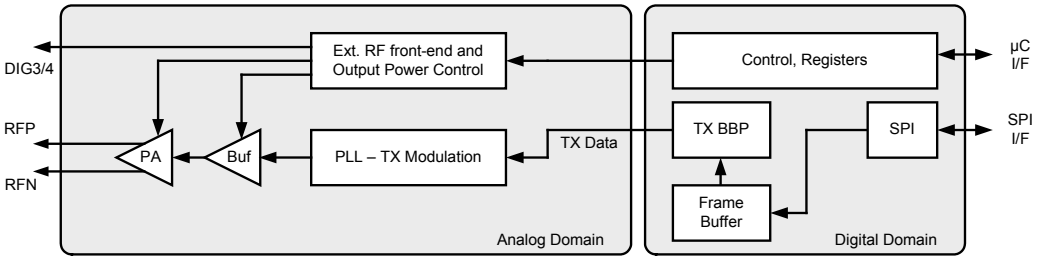 DIG3/4
Ext. RF front-end and
Output Power Control
Control, Registers
µC
I/F
RFP
RFN
PA
Buf
PLL – TX Modulation
TX Data
TX BBP
SPI
SPI
I/F
Frame
Buffer
Analog Domain
Digital Domain